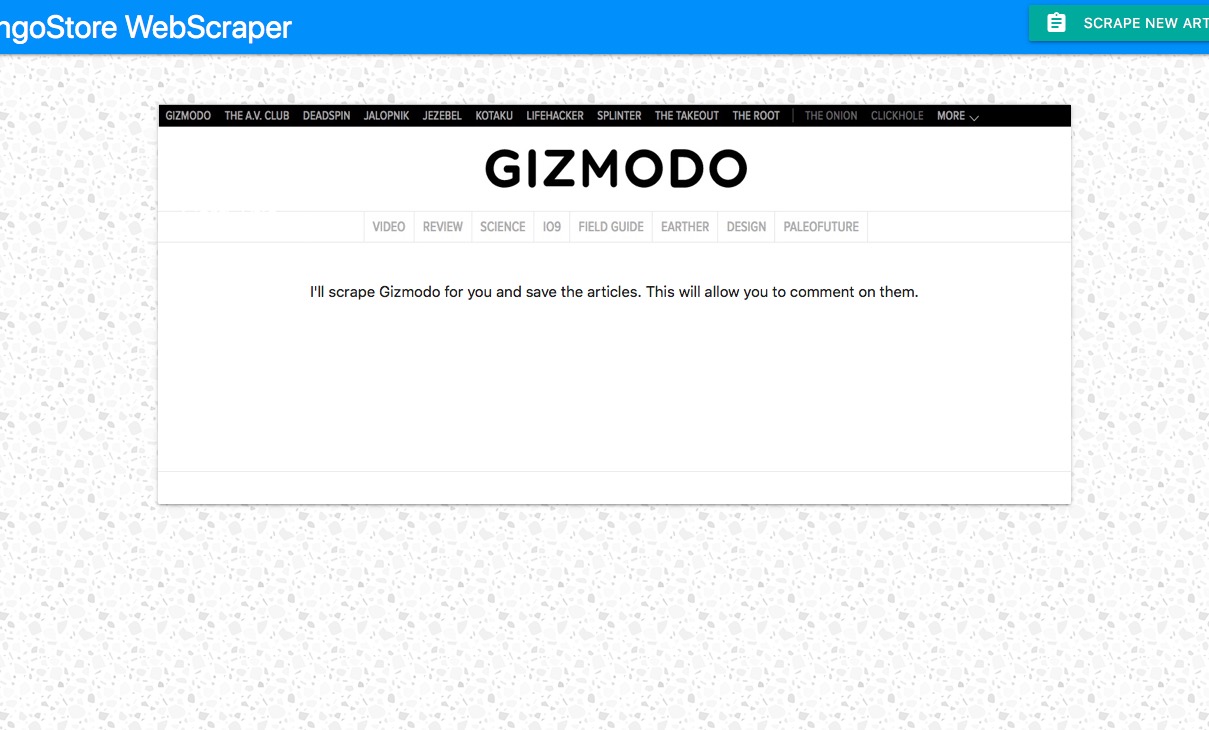 ngoStore WebScraper
SCRAPE NEW ART
GIZMODO THE A.V. CLUB DEADSPIN JALOPNIK JEZEBEL KOTAKU LIFEHACKER SPLINTER THE TAKEOUT THE ROOT THE ONION CLICKHOLE MORE
GIZMODO
VIDEO REVIEW SCIENCE IO9 FIELD GUIDE EARTHER DESIGN PALEOFUTURE
I'll scrape Gizmodo for you and save the articles. This will allow you to comment on them.